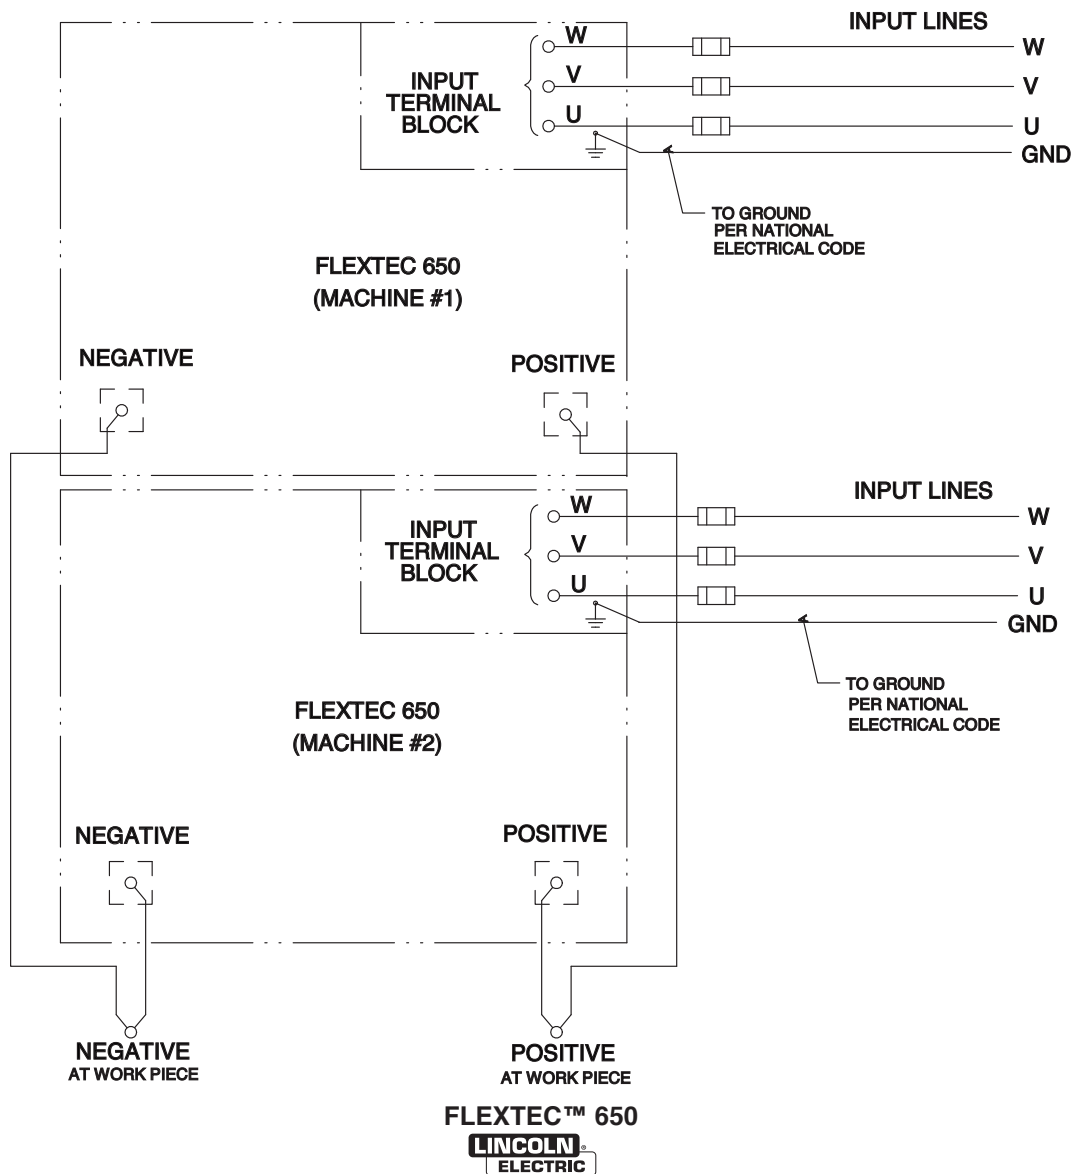 INPUT LINES
W
W
INPUT
TERMINAL
BLOCK
V
V
U
U
GND
TO GROUND
PER NATIONAL
ELECTRICAL CODE
FLEXTEC 650
(MACHINE #1)
NEGATIVE
POSITIVE
INPUT LINES
W
W
INPUT
TERMINAL
BLOCK
V
V
U
U
GND
TO GROUND
PER NATIONAL
ELECTRICAL CODE
FLEXTEC 650
(MACHINE #2)
NEGATIVE
POSITIVE
NEGATIVE
AT WORK PIECE
POSITIVE
AT WORK PIECE
FLEXTEC™ 650
LINCOLN®
ELECTRIC